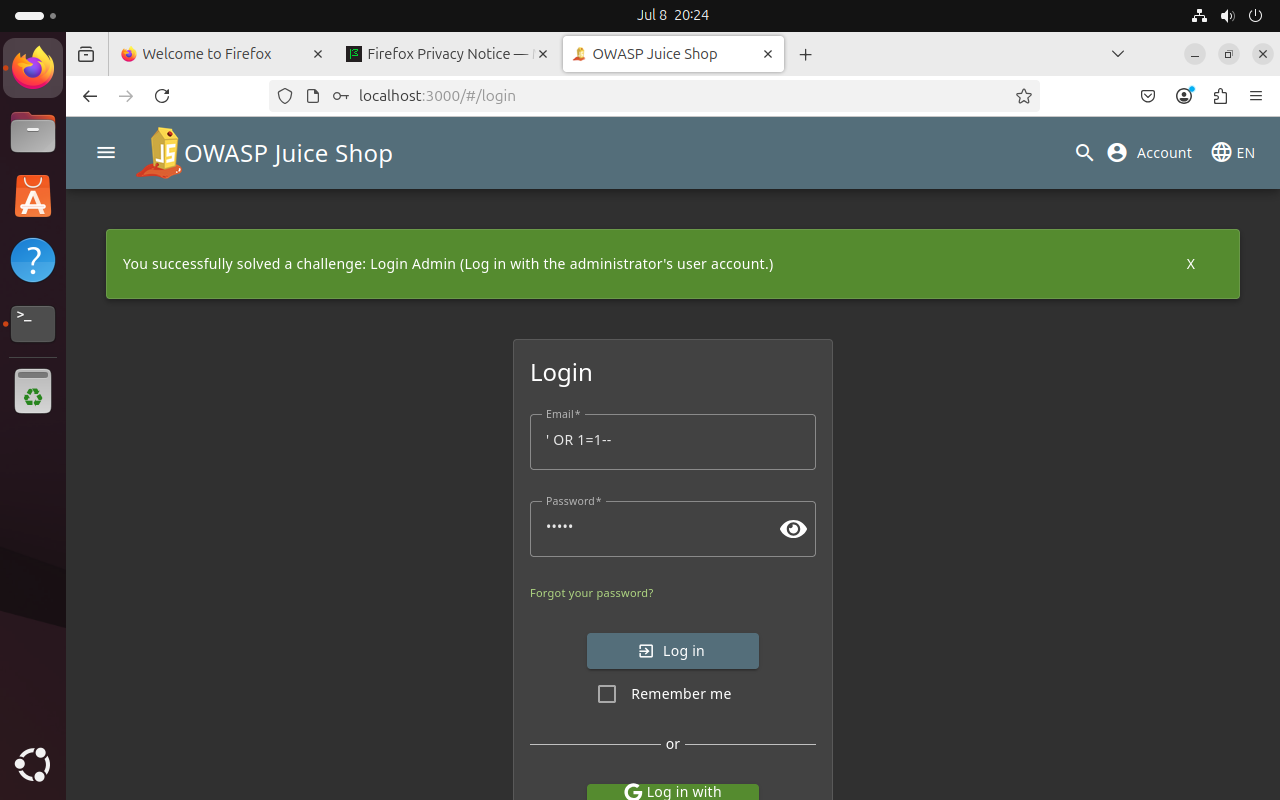 Jul 8 20:24
Welcome to Firefox
Firefox Privacy Notice —
OWASP Juice Shop
localhost:3000/#/login
OWASP Juice Shop
Account
EN
You successfully solved a challenge: Login Admin (Log in with the administrator's user account.)
X
Login
Email*
' OR 1=1--
Password*
•••••
Forgot your password?
Log in
Remember me
or
Log in with